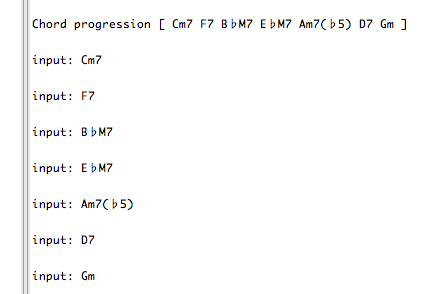 Chord progression [ Cm7 F7 B♭M7 E♭M7 Am7(♭5) D7 Gm ]
input: Cm7
input: F7
input: B♭M7
input: E♭M7
input: Am7(♭5)
input: D7
input: Gm